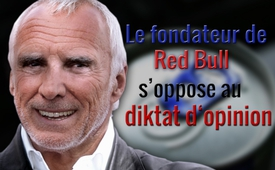 Le fondateur de
Red Bull
s'oppose au
diktat d'opinion